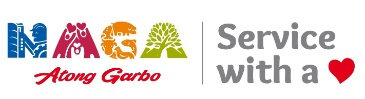 NAGA
Atong Garbo
Service
with a